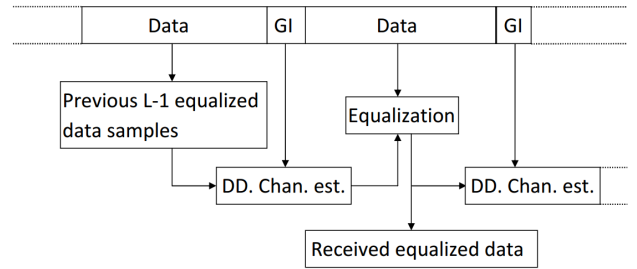 Data GI Data GI
Previous L-1 equalized
data samples
Equalization
DD. Chan. est.
DD. Chan. est.
Received equalized data